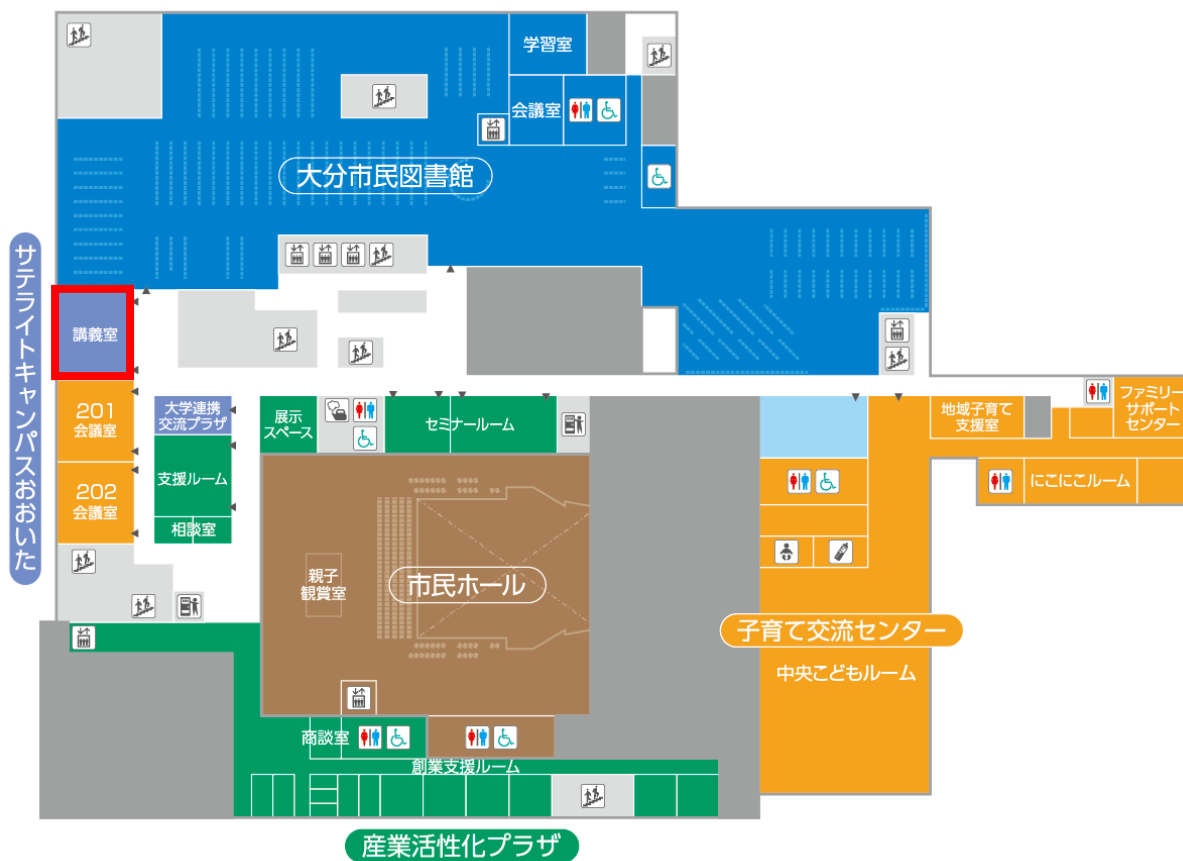 学習室
会議室
大分市民図書館
サテライトキャンパスおおいた
講義室
201
会議室
大学連携
交流プラザ
展示
スペース
セミナールーム
地域子育て
支援室
ファミリー
サポート
センター
202
会議室
支援ルーム
相談室
にこにこルーム
親子
観賞室
市民ホール
子育て交流センター
中央こどもルーム
商談室
創業支援ルーム
産業活性化プラザ